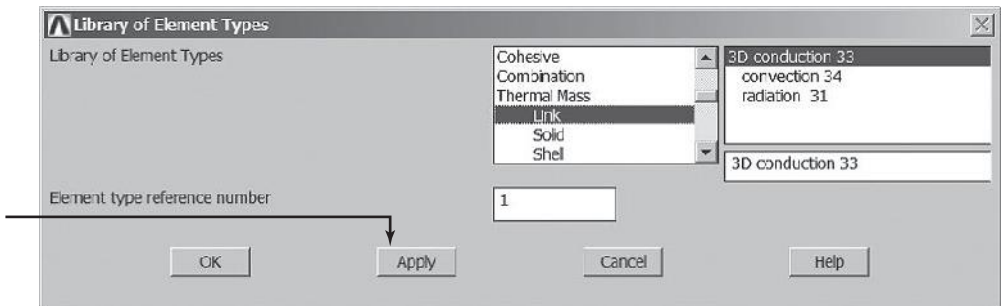 Library of Element Types
Library of Element Types
Cohesive
Combination
Thermal Mass
Link
Solid
Shell
3D conduction 33
convection 34
radiation 31
3D conduction 33
Element type reference number
1
OK
Apply
Cancel
Help